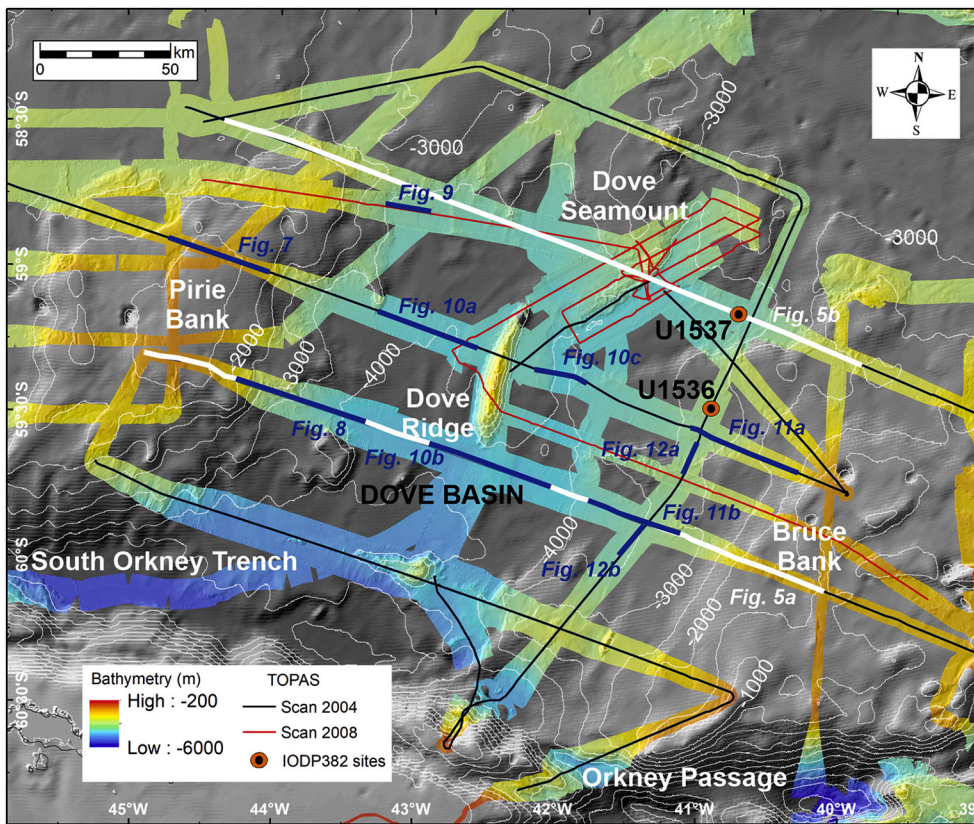 km
0
50
N
W
E
S
58°30'S
59°S
59°30'S
60°S
60°30'S
-3000
-3000
-3000
Fig. 9
Dove
Seamount
Fig. 7
Pirie
Bank
Fig. 10a
U1537
Fig. 5b
-2000
-3000
-4000
Fig. 10c
U1536
Dove
Ridge
Fig. 8
Fig. 11a
Fig. 12a
Fig. 10b
DOVE BASIN
Fig. 11b
-4000
Bruce
Bank
South Orkney Trench
Fig. 12b
-3000
Fig. 5a
-2000
-1000
Bathymetry (m)
High : -200
Low : -6000
TOPAS
Scan 2004
Scan 2008
IODP382 sites
Orkney Passage
45°W
44°W
43°W
42°W
41°W
40°W